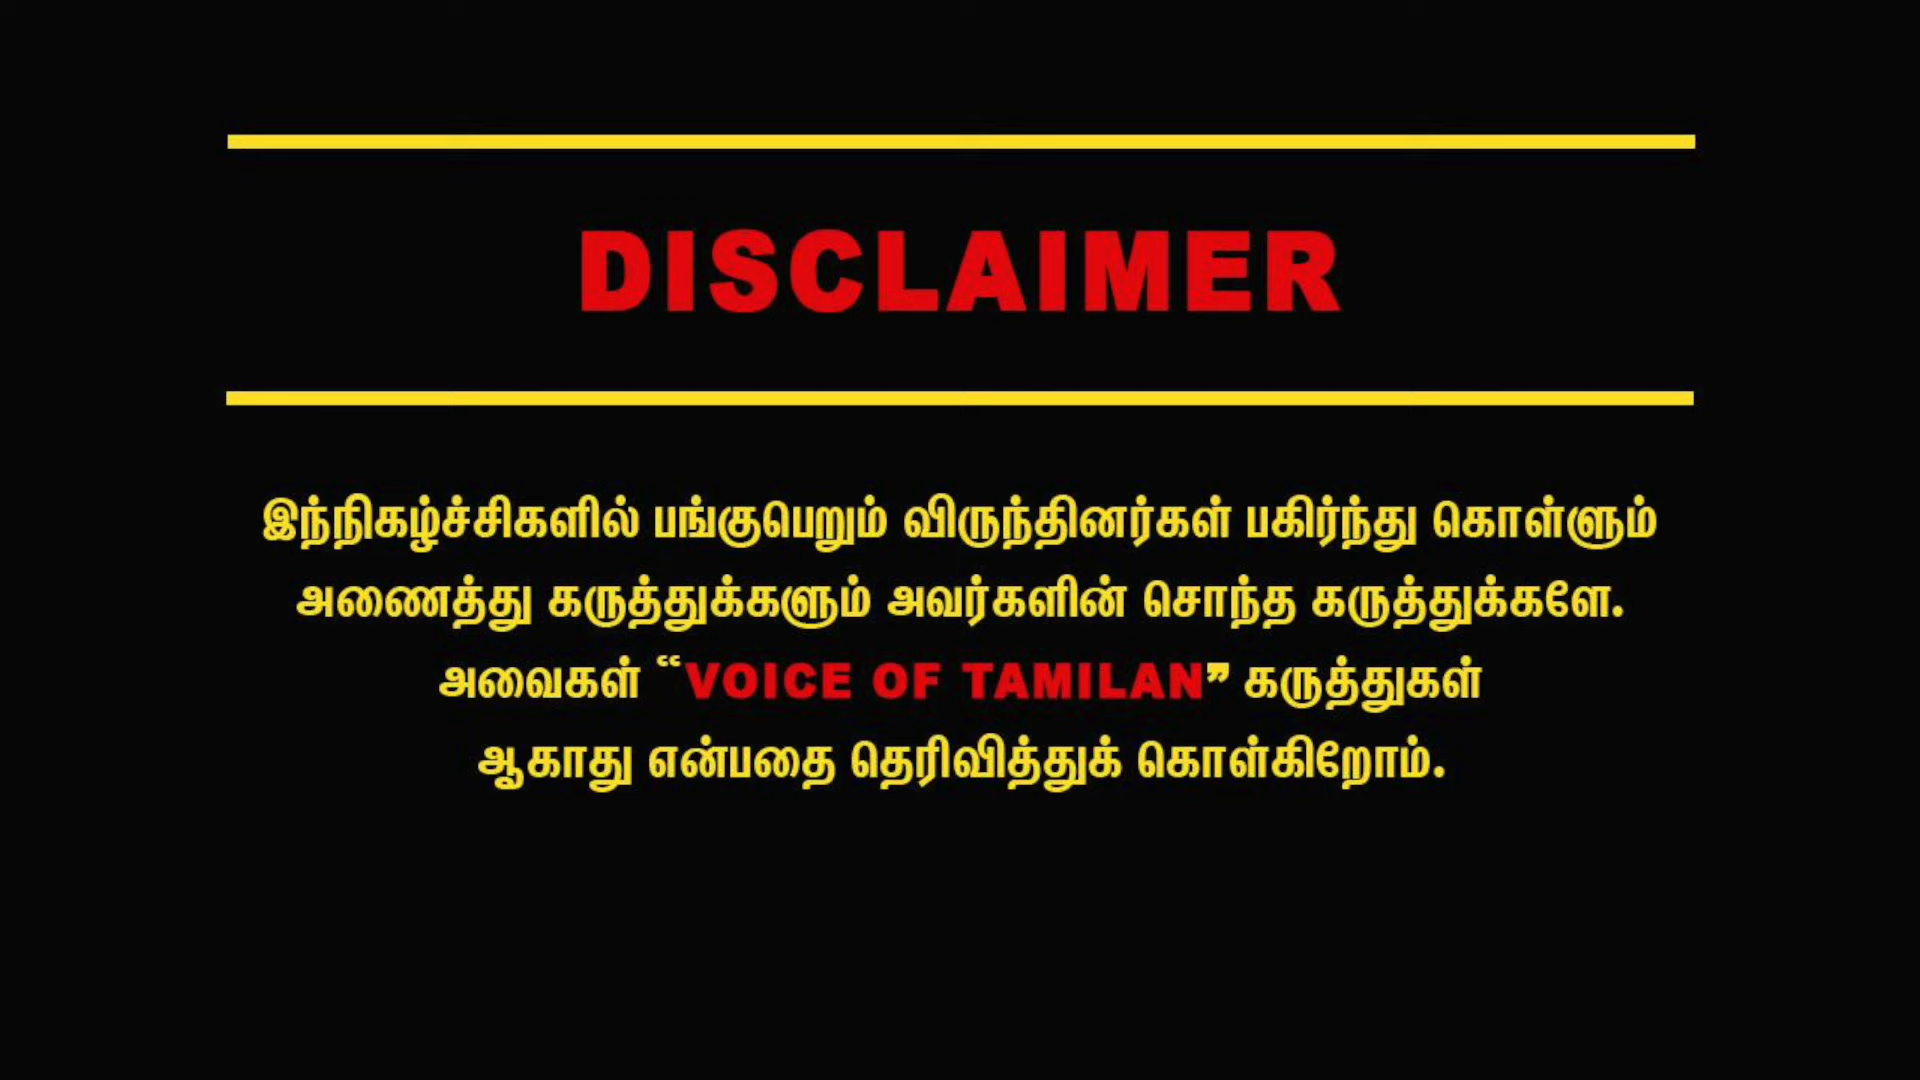 DISCLAIMER
இந்நிகழ்ச்சிகளில் பங்குபெறும் விருந்தினர்கள் பகிர்ந்து கொள்ளும்
அணைத்து கருத்துக்களும் அவர்களின் சொந்த கருத்துக்களே.
அவைகள் “VOICE OF TAMILAN” கருத்துகள்
ஆகாது என்பதை தெரிவித்துக் கொள்கிறோம்.